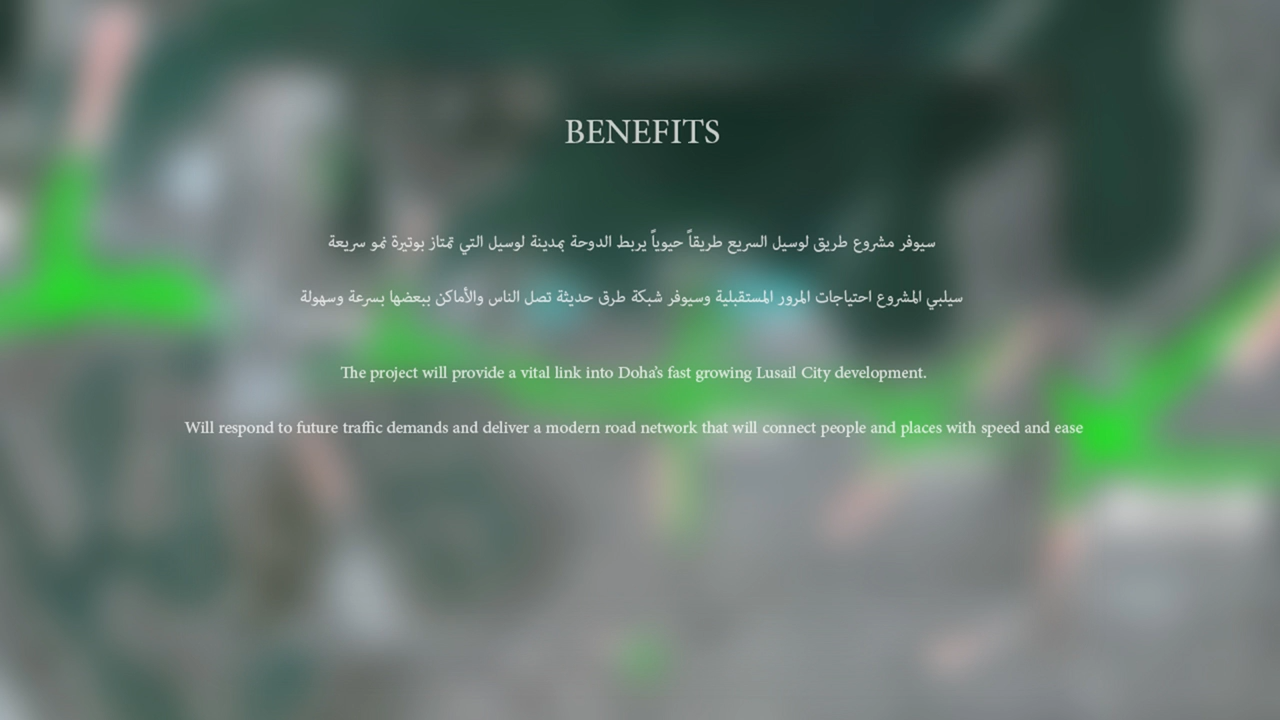 BENEFITS
سيوفر مشروع طريق لوسيل السريع طريقاً حيوياً يربط الدوحة بمدينة لوسيل التي تمتاز بوتيرة نمو سريعة
سيلبي المشروع احتياجات المرور المستقبلية وسيوفر شبكة طرق حديثة تصل الناس والأماكن ببعضها بسرعة وسهولة
The project will provide a vital link into Doha’s fast growing Lusail City development.
Will respond to future traffic demands and deliver a modern road network that will connect people and places with speed and ease